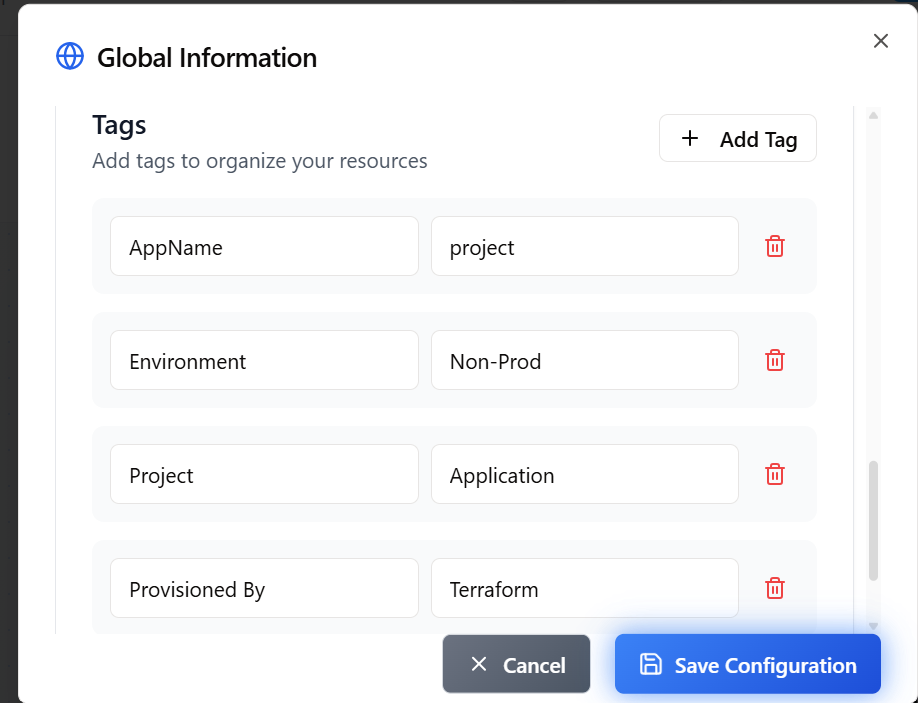 Global Information
Tags
Add tags to organize your resources
Add Tag
AppName project
Environment Non-Prod
Project Application
Provisioned By Terraform
Cancel Save Configuration